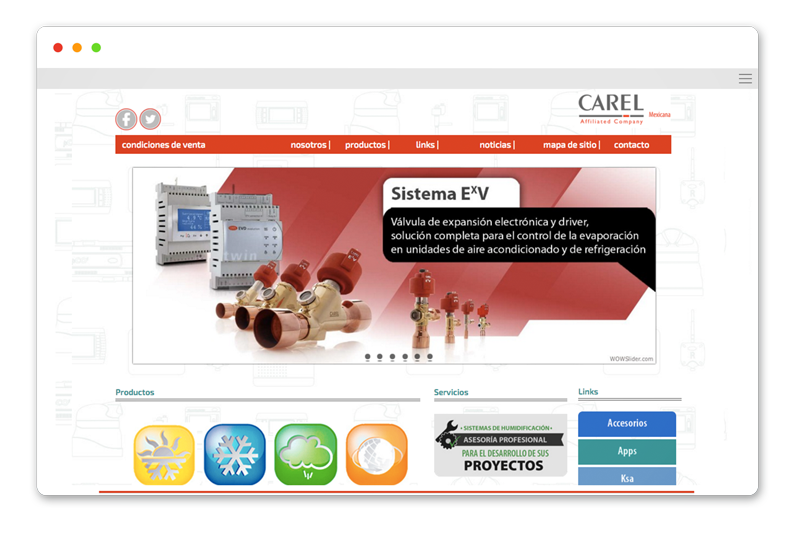 CAREL
Mexicana
Affiliated Company
condiciones de venta
nosotros |
productos |
links |
noticias |
mapa de sitio |
contacto
Sistema EˣV
Válvula de expansión electrónica y driver,
solución completa para el control de la evaporación
en unidades de aire acondicionado y de refrigeración
twin
WOWSlider.com
Productos
Servicios
Links
• SISTEMAS DE HUMIDIFICACIÓN •
ASESORÍA PROFESIONAL
PARA EL DESARROLLO DE SUS
PROYECTOS
Accesorios
Apps
Ksa